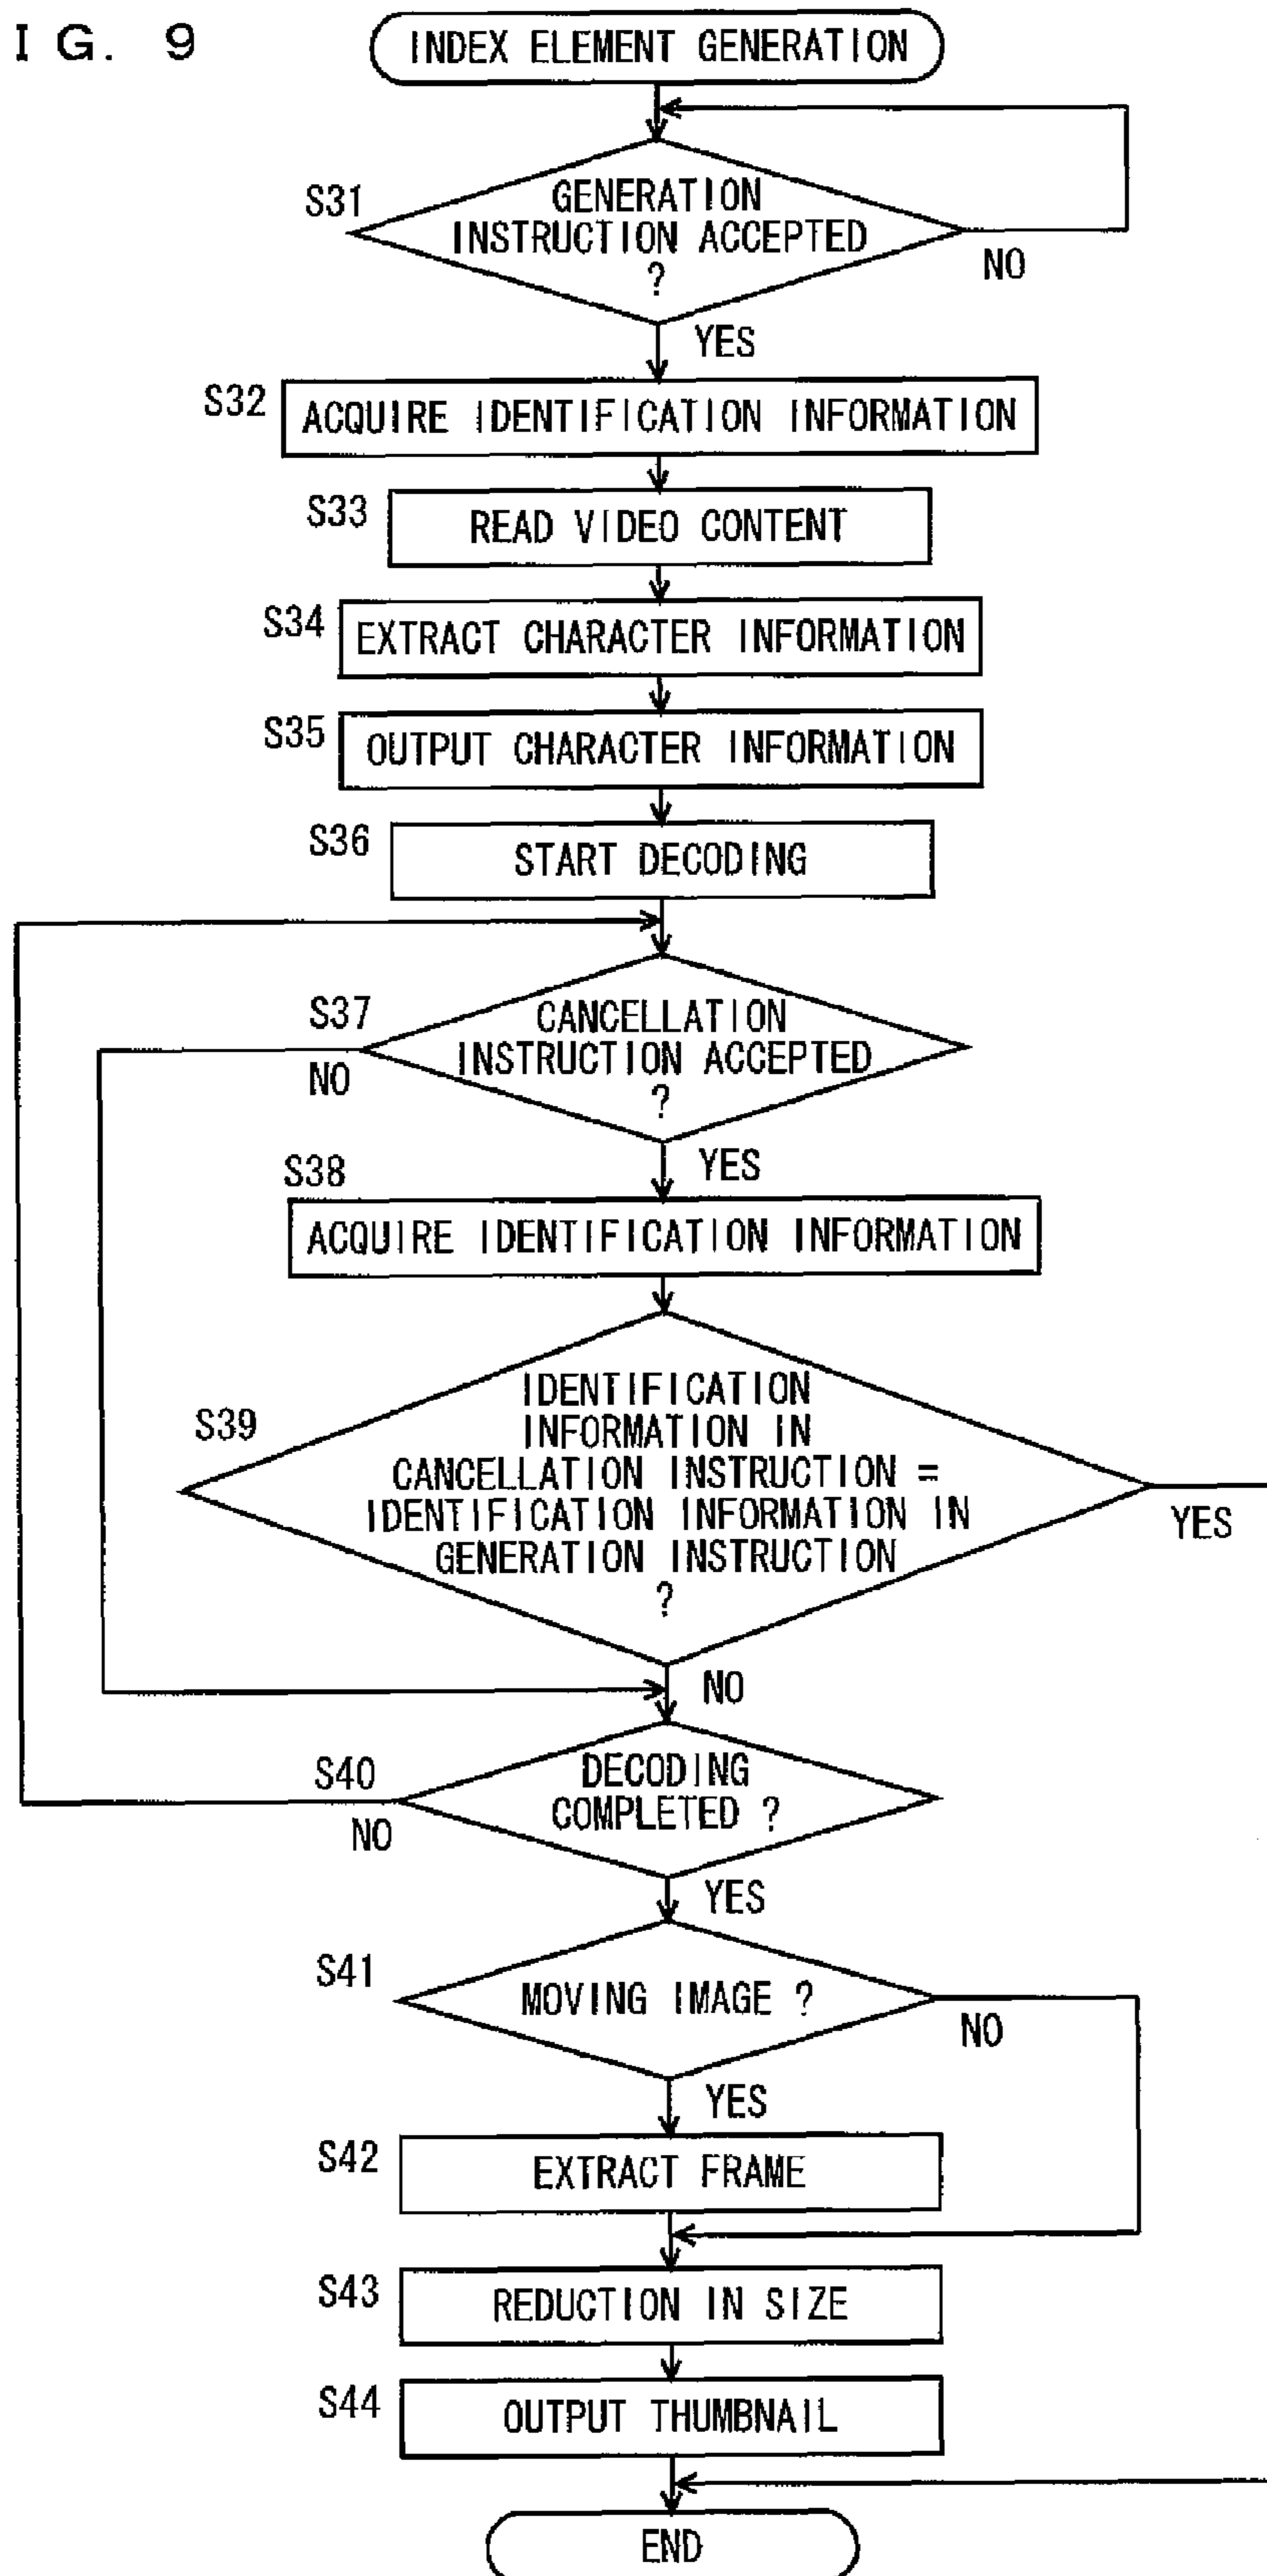 I G. 9
INDEX ELEMENT GENERATION
S31
GENERATION
INSTRUCTION ACCEPTED
?
NO
YES
S32
ACQUIRE IDENTIFICATION INFORMATION
S33
READ VIDEO CONTENT
S34
EXTRACT CHARACTER INFORMATION
S35
OUTPUT CHARACTER INFORMATION
S36
START DECODING
S37
CANCELLATION
INSTRUCTION ACCEPTED
?
NO
YES
S38
ACQUIRE IDENTIFICATION INFORMATION
S39
IDENTIFICATION
INFORMATION IN
CANCELLATION INSTRUCTION =
IDENTIFICATION INFORMATION IN
GENERATION INSTRUCTION
?
YES
NO
S40
DECODING
COMPLETED ?
NO
YES
S41
MOVING IMAGE ?
NO
YES
S42
EXTRACT FRAME
S43
REDUCTION IN SIZE
S44
OUTPUT THUMBNAIL
END